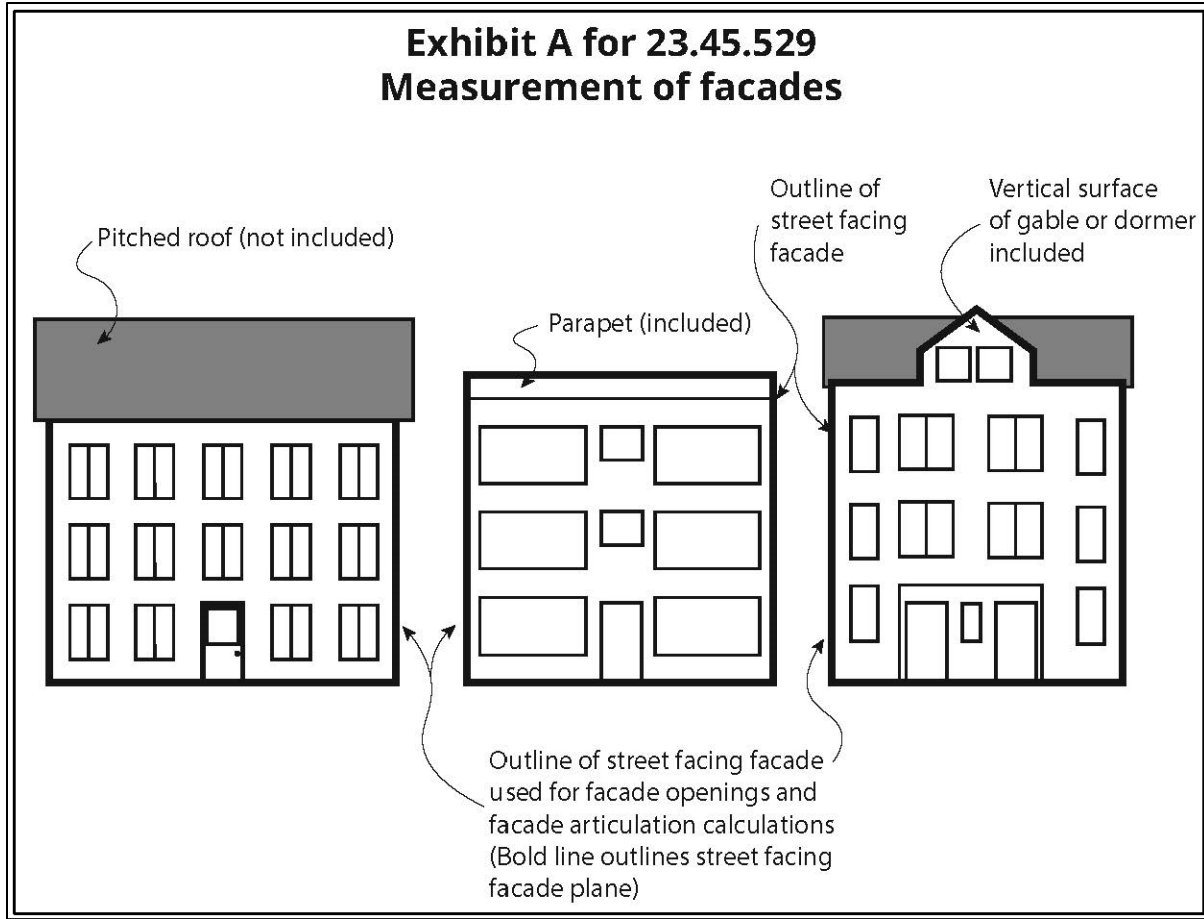 Exhibit A for 23.45.529
Measurement of facades
Outline of
street facing
facade
Vertical surface
of gable or dormer
included
Pitched roof (not included)
Parapet (included)
Outline of street facing facade
used for facade openings and
facade articulation calculations
(Bold line outlines street facing
facade plane)